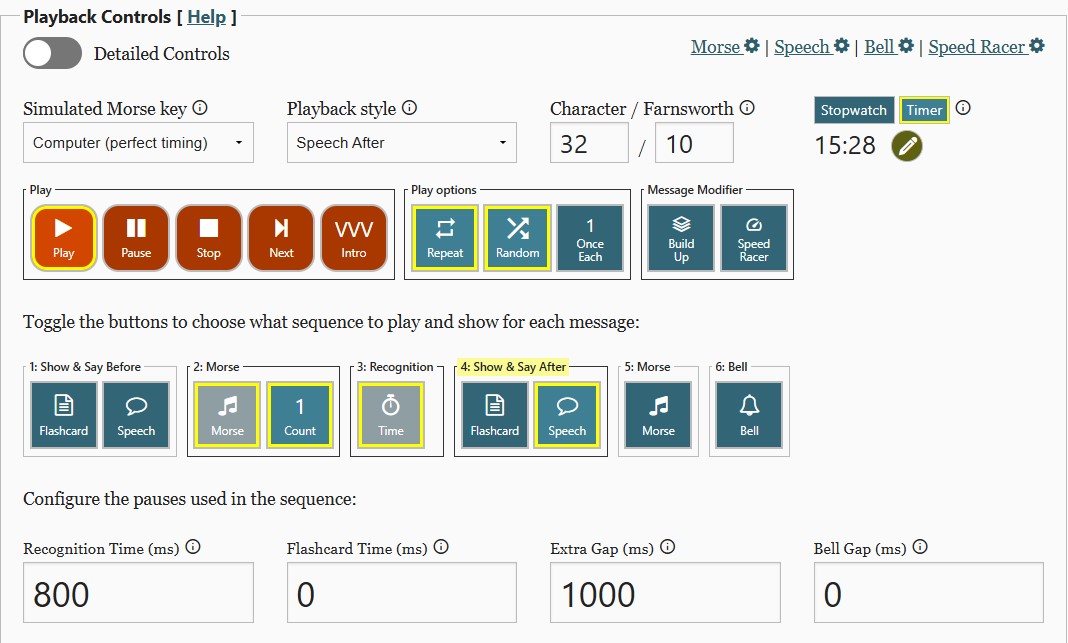 Playback Controls [ Help ]
Detailed Controls
Morse | Speech | Bell | Speed Racer
Simulated Morse key
Playback style
Character / Farnsworth
Stopwatch Timer
Computer (perfect timing)
Speech After
32 / 10
15:28
Play
Play
Pause
Stop
Next
VVV
Intro
Play options
Repeat
Random
1
Once
Each
Message Modifier
Build
Up
Speed
Racer
Toggle the buttons to choose what sequence to play and show for each message:
1: Show & Say Before
Flashcard
Speech
2: Morse
Morse
1
Count
3: Recognition
Time
4: Show & Say After
Flashcard
Speech
5: Morse
Morse
6: Bell
Bell
Configure the pauses used in the sequence:
Recognition Time (ms)
Flashcard Time (ms)
Extra Gap (ms)
Bell Gap (ms)
800
0
1000
0